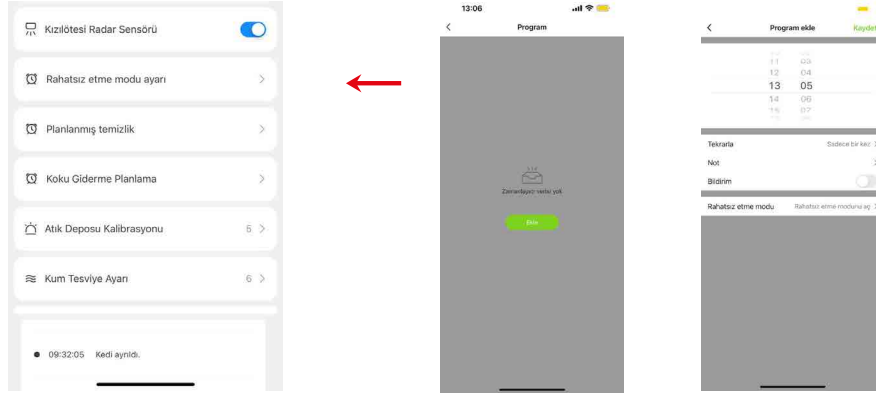 Kızılötesi Radar Sensörü
Rahatsız etme modu ayarı
Planlanmış temizlik
Koku Giderme Planlama
Atık Deposu Kalibrasyonu 6
Kum Tesviye Ayarı 6
09:32:05 Kedi ayrıldı.
13:06
Program
Zamanlayıcı verisi yok
Ekle
Program ekle Kaydet
11 03
12 04
13 05
14 06
15 07
Tekrarla Sadece bir kez
Not
Bildirim
Rahatsız etme modu Rahatsız etme modunu aç